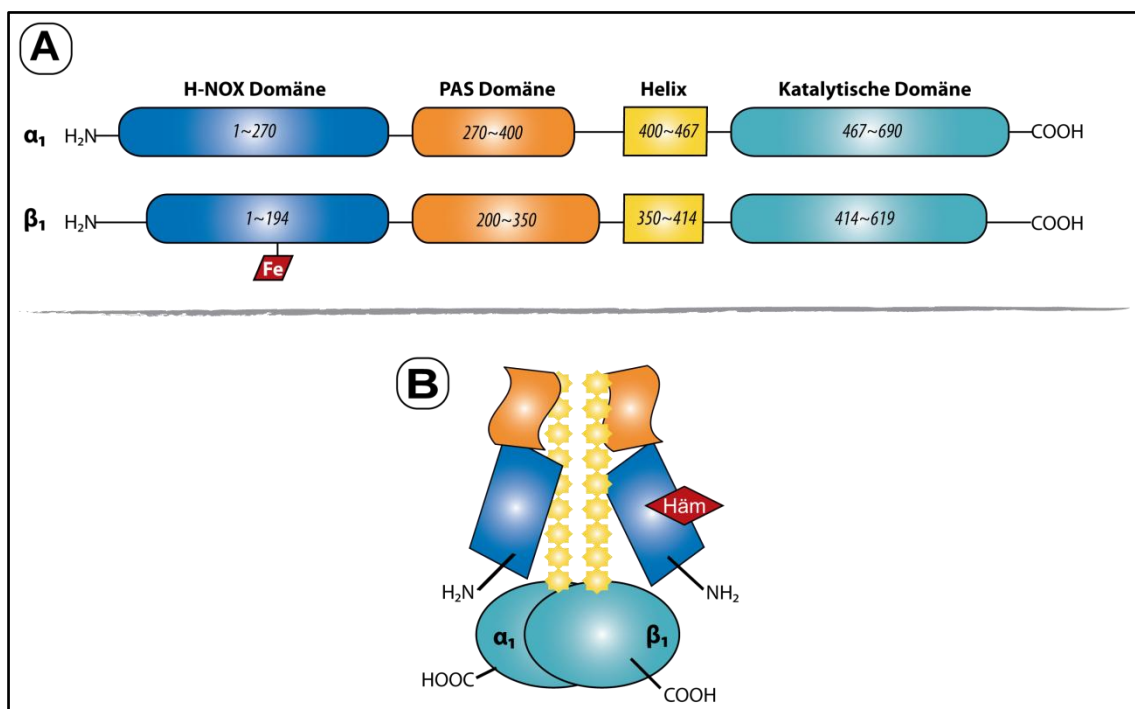 A
H-NOX Domäne PAS Domäne Helix Katalytische Domäne
α₁ H₂N 1~270 270~400 400~467 467~690 COOH
β₁ H₂N 1~194 200~350 350~414 414~619 COOH
Fe
B
Häm
H₂N NH₂
α₁ β₁
HOOC COOH